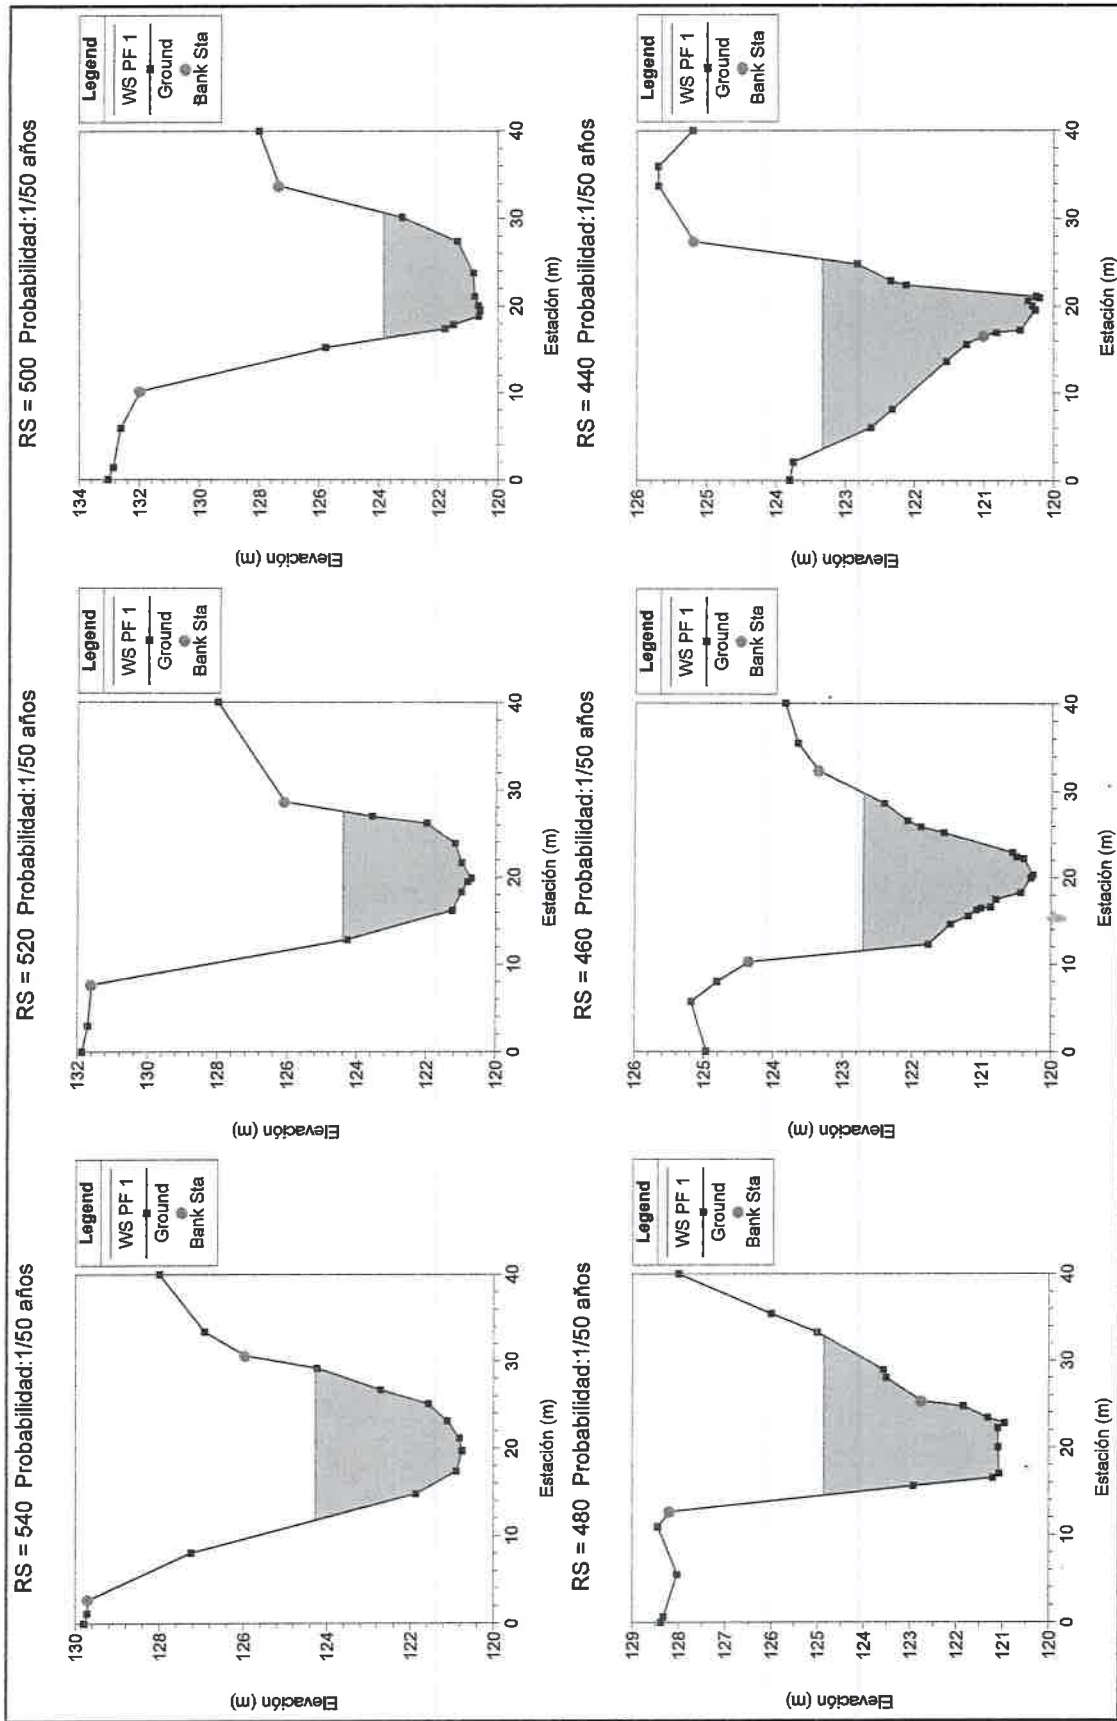 RS = 540 Probabilidad:1/50 años
Legend
WS PF 1
Ground
Bank Sta
Elevación (m)
130
128
126
124
122
120
0
10
20
30
40
Estación (m)
RS = 520 Probabilidad:1/50 años
Legend
WS PF 1
Ground
Bank Sta
Elevación (m)
132
130
128
126
124
122
120
0
10
20
30
40
Estación (m)
RS = 500 Probabilidad:1/50 años
Legend
WS PF 1
Ground
Bank Sta
Elevación (m)
134
132
130
128
126
124
122
120
0
10
20
30
40
Estación (m)
RS = 480 Probabilidad:1/50 años
Legend
WS PF 1
Ground
Bank Sta
Elevación (m)
129
128
127
126
125
124
123
122
121
120
0
10
20
30
40
Estación (m)
RS = 460 Probabilidad:1/50 años
Legend
WS PF 1
Ground
Bank Sta
Elevación (m)
126
125
124
123
122
121
120
0
10
20
30
40
Estación (m)
RS = 440 Probabilidad:1/50 años
Legend
WS PF 1
Ground
Bank Sta
Elevación (m)
126
125
124
123
122
121
120
0
10
20
30
40
Estación (m)